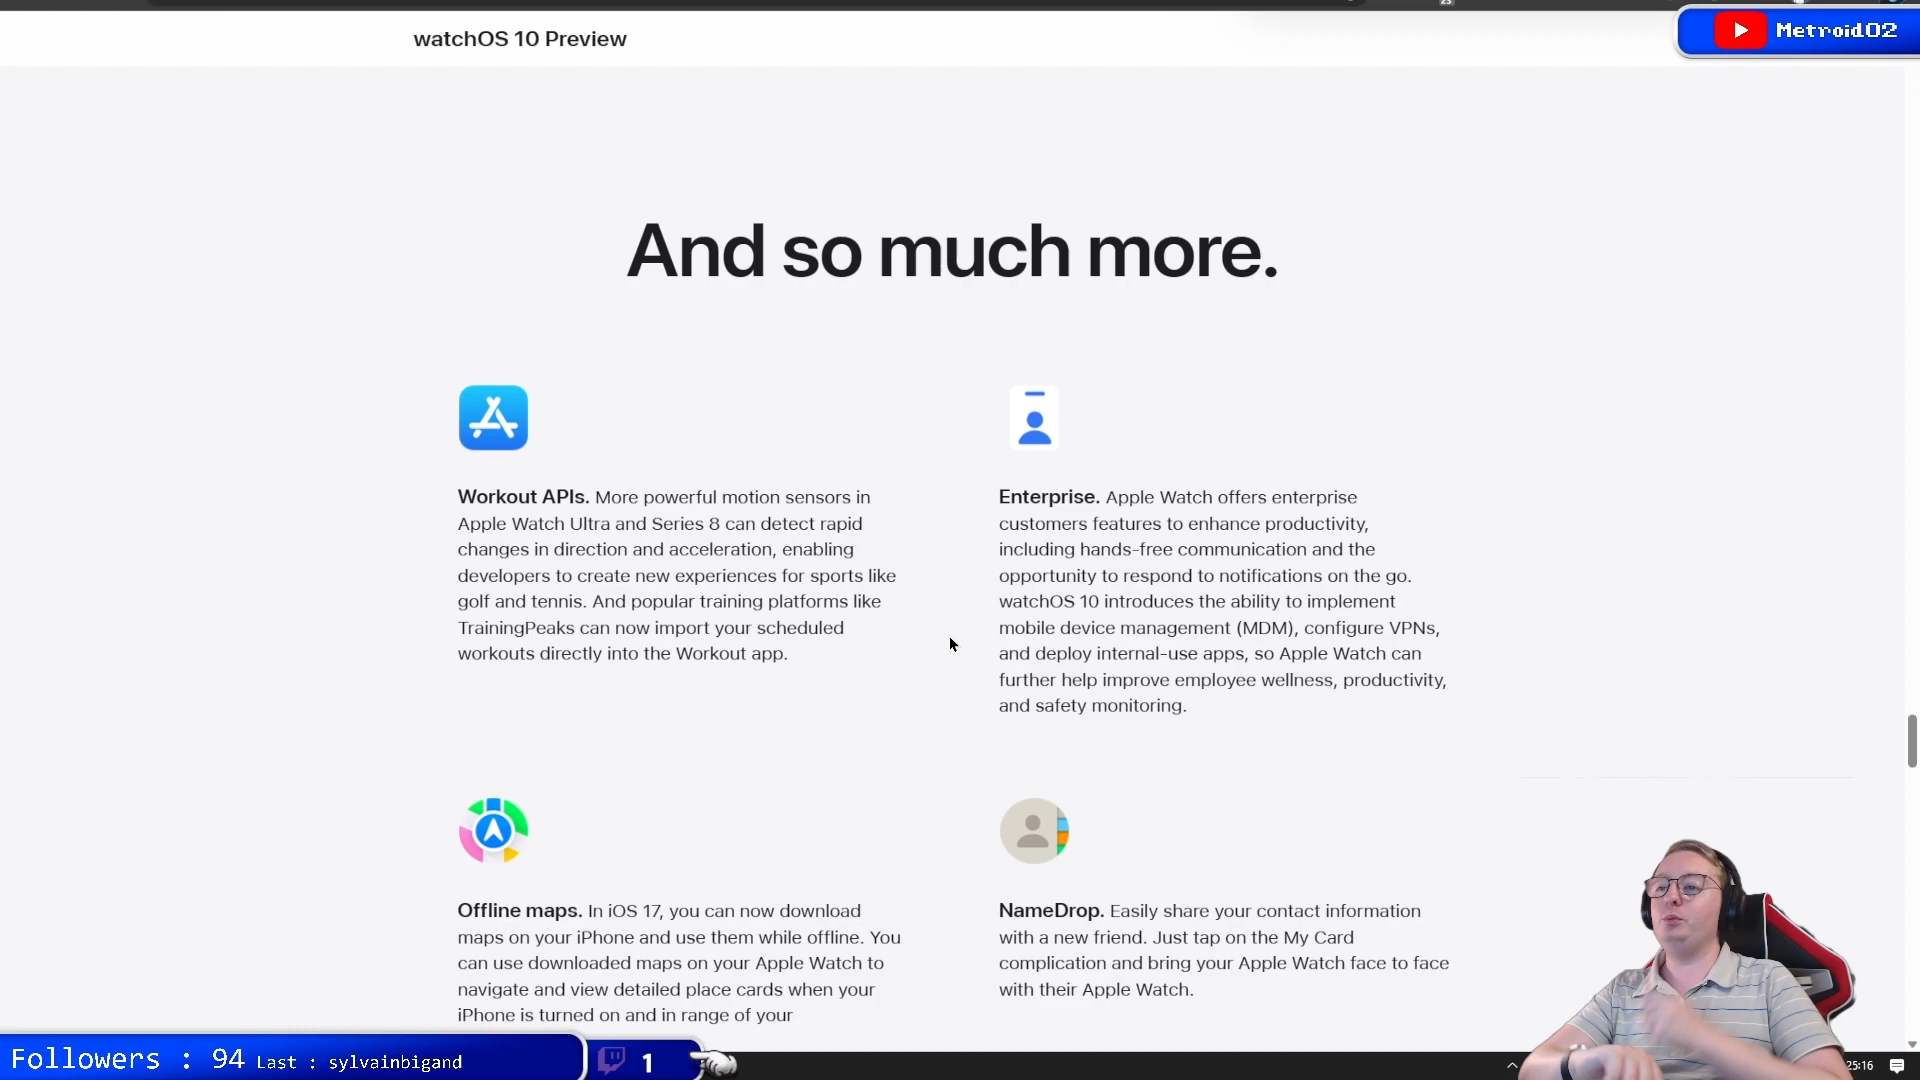 watchOS 10 Preview
Metroid02
And so much more.
Workout APIs. More powerful motion sensors in
Apple Watch Ultra and Series 8 can detect rapid
changes in direction and acceleration, enabling
developers to create new experiences for sports like
golf and tennis. And popular training platforms like
TrainingPeaks can now import your scheduled
workouts directly into the Workout app.
Enterprise. Apple Watch offers enterprise
customers features to enhance productivity,
including hands-free communication and the
opportunity to respond to notifications on the go.
watchOS 10 introduces the ability to implement
mobile device management (MDM), configure VPNs,
and deploy internal-use apps, so Apple Watch can
further help improve employee wellness, productivity,
and safety monitoring.
Offline maps. In iOS 17, you can now download
maps on your iPhone and use them while offline. You
can use downloaded maps on your Apple Watch to
navigate and view detailed place cards when your
iPhone is turned on and in range of your
NameDrop. Easily share your contact information
with a new friend. Just tap on the My Card
complication and bring your Apple Watch face to face
with their Apple Watch.
Followers : 94 Last : sylvainbigand
1
25:16